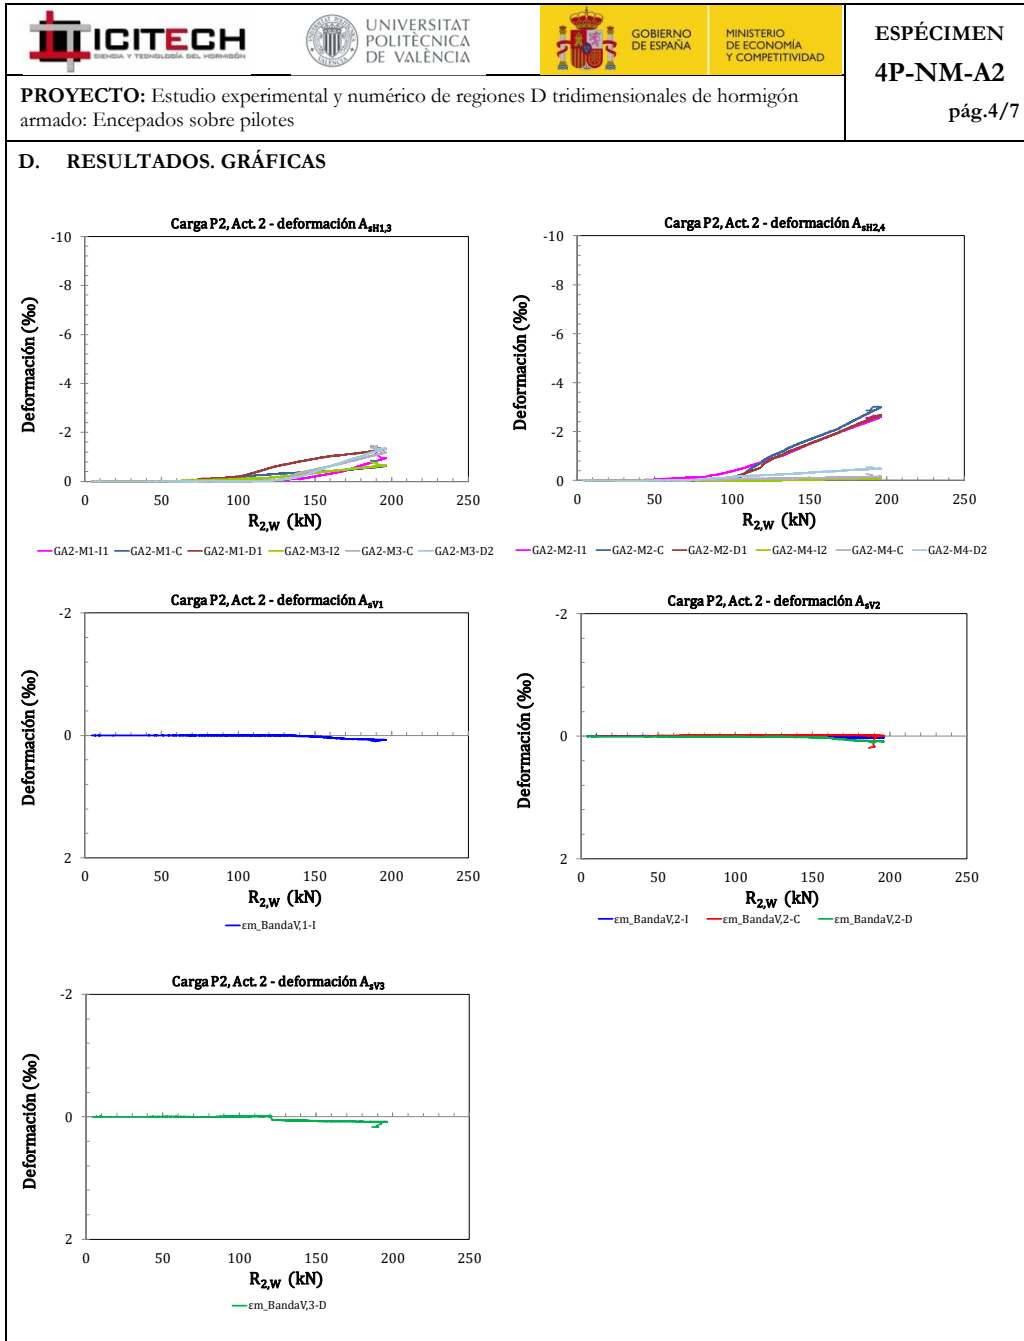 ICITECH
CIENCIA Y TECNOLOGÍA DEL HORMIGÓN
UNIVERSITAT
POLITÈCNICA
DE VALÈNCIA
GOBIERNO
DE ESPAÑA
MINISTERIO
DE ECONOMÍA
Y COMPETITIVIDAD
ESPÉCIMEN
4P-NM-A2
pág.4/7
PROYECTO: Estudio experimental y numérico de regiones D tridimensionales de hormigón
armado: Encepados sobre pilotes
D. RESULTADOS. GRÁFICAS
Carga P2, Act. 2 - deformación AsH1,3
Deformación (‰)
-10
-8
-6
-4
-2
0
0 50 100 150 200 250
R2,W (kN)
GA2-M1-I1 GA2-M1-C GA2-M1-D1 GA2-M3-I2 GA2-M3-C GA2-M3-D2
Carga P2, Act. 2 - deformación AsH2,4
Deformación (‰)
-10
-8
-6
-4
-2
0
0 50 100 150 200 250
R2,W (kN)
GA2-M2-I1 GA2-M2-C GA2-M2-D1 GA2-M4-I2 GA2-M4-C GA2-M4-D2
Carga P2, Act. 2 - deformación AsV1
Deformación (‰)
-2
0
2
0 50 100 150 200 250
R2,W (kN)
εm_BandaV,1-I
Carga P2, Act. 2 - deformación AsV2
Deformación (‰)
-2
0
2
0 50 100 150 200 250
R2,W (kN)
εm_BandaV,2-I εm_BandaV,2-C εm_BandaV,2-D
Carga P2, Act. 2 - deformación AsV3
Deformación (‰)
-2
0
2
0 50 100 150 200 250
R2,W (kN)
εm_BandaV,3-D